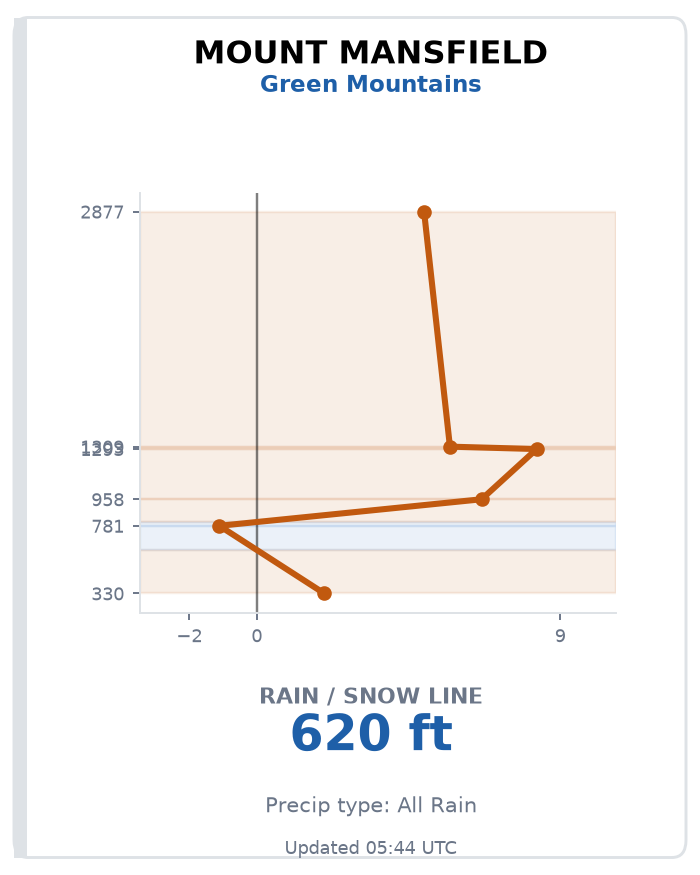 MOUNT MANSFIELD
Green Mountains
2877
958
781
330
−2 0 9
RAIN / SNOW LINE
620 ft
Precip type: All Rain
Updated 05:44 UTC